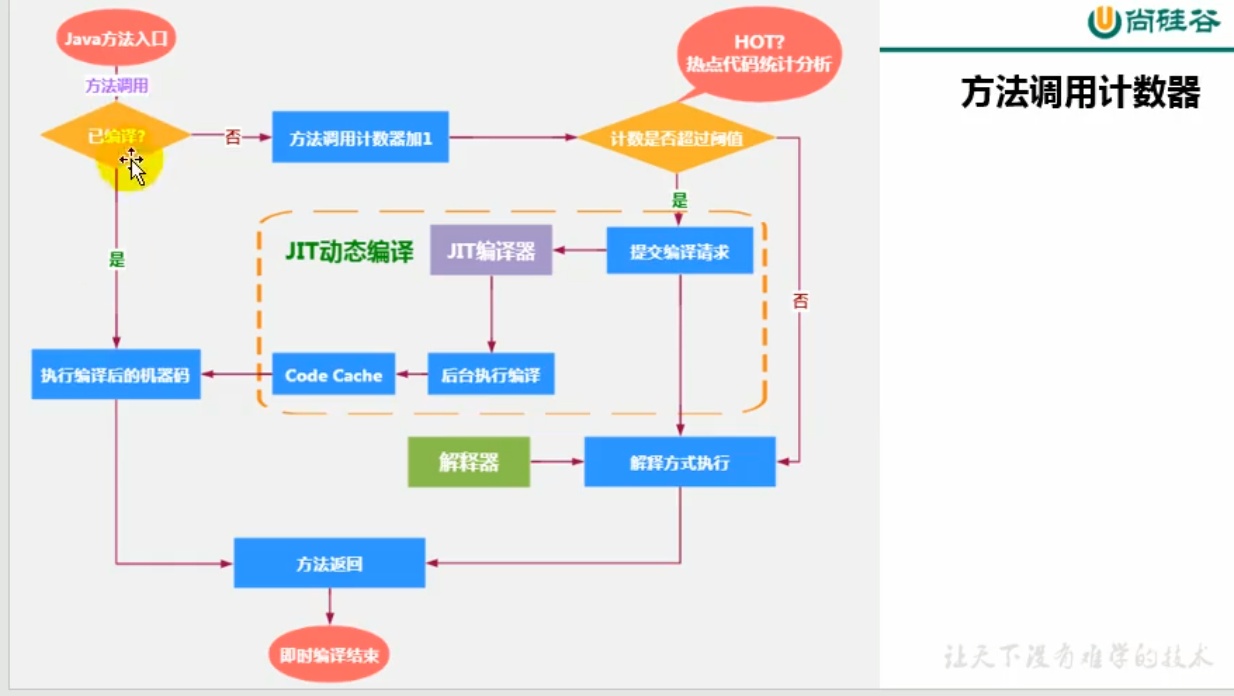 尚硅谷
方法调用计数器
Java方法入口
方法调用
已编译?
否
方法调用计数器加1
HOT?
热点代码统计分析
计数是否超过阈值
是
是
否
JIT动态编译
JIT编译器
提交编译请求
执行编译后的机器码
Code Cache
后台执行编译
解释器
解释方式执行
方法返回
即时编译结束
让天下没有难学的技术